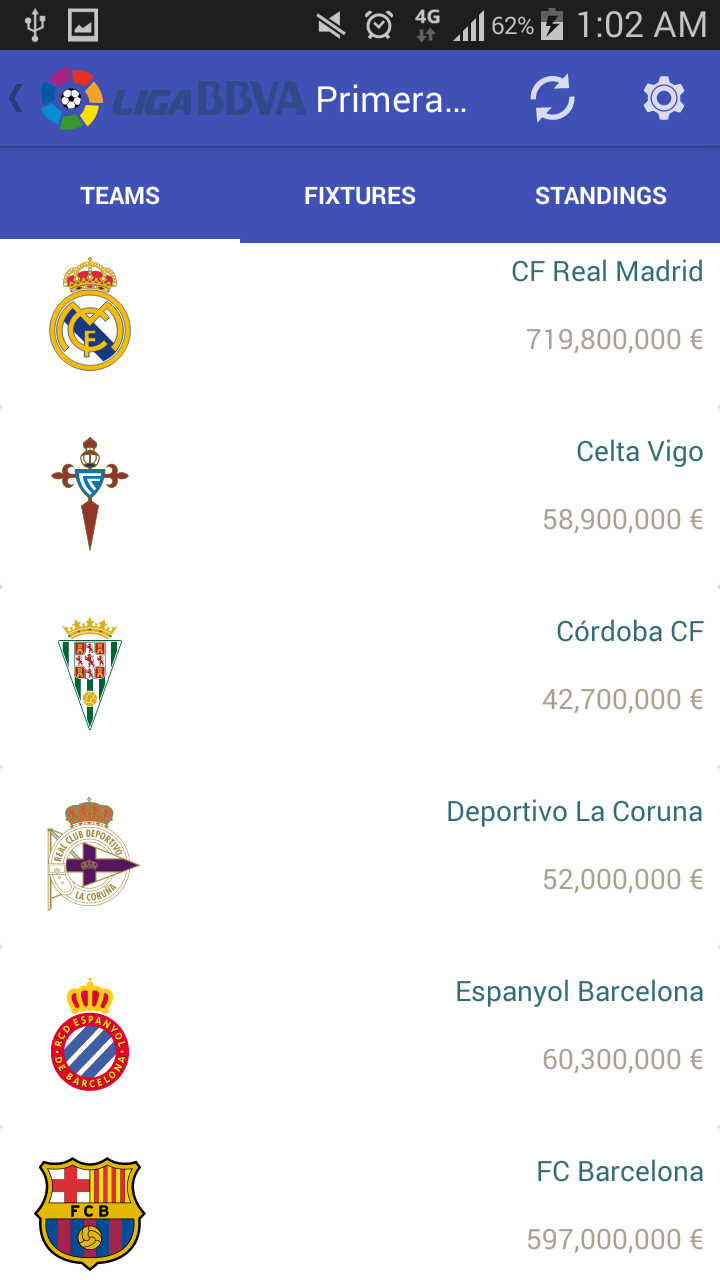 4G 62% 1:02 AM
LIGA BBVA Primera...
TEAMS FIXTURES STANDINGS
CF Real Madrid
719,800,000 €
Celta Vigo
58,900,000 €
Córdoba CF
42,700,000 €
REAL CLUB DEPORTIVO
LA CORUÑA
Deportivo La Coruna
52,000,000 €
RCD ESPANYOL
DE BARCELONA
Espanyol Barcelona
60,300,000 €
FCB
FC Barcelona
597,000,000 €